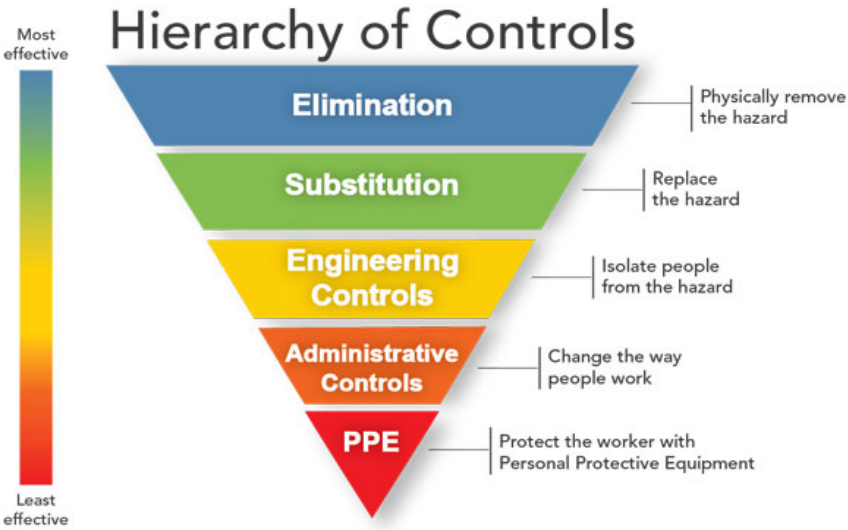 Hierarchy of Controls
Most
effective
Elimination
Physically remove
the hazard
Substitution
Replace
the hazard
Engineering
Controls
Isolate people
from the hazard
Administrative
Controls
Change the way
people work
PPE
Protect the worker with
Personal Protective Equipment
Least
effective